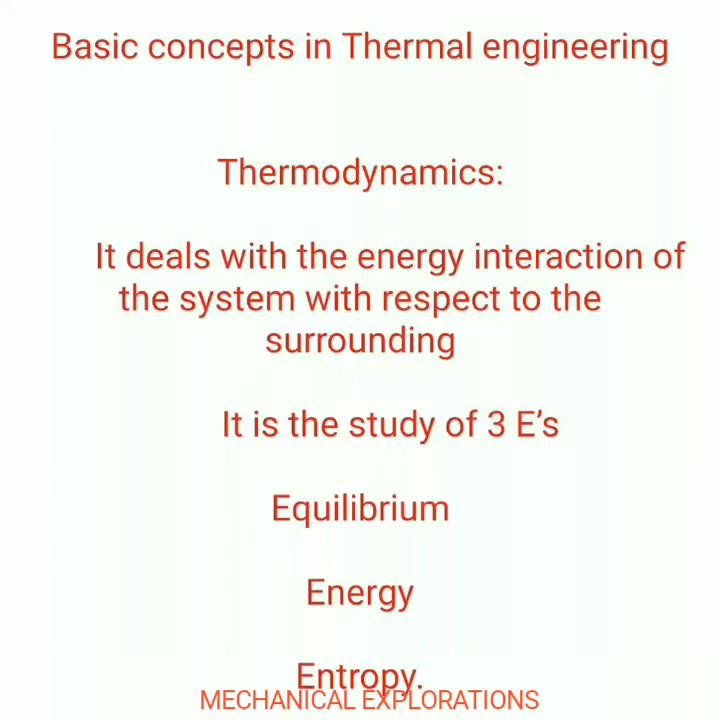 Basic concepts in Thermal engineering
Thermodynamics:
It deals with the energy interaction of
the system with respect to the
surrounding
It is the study of 3 E’s
Equilibrium
Energy
Entropy.
MECHANICAL EXPLORATIONS